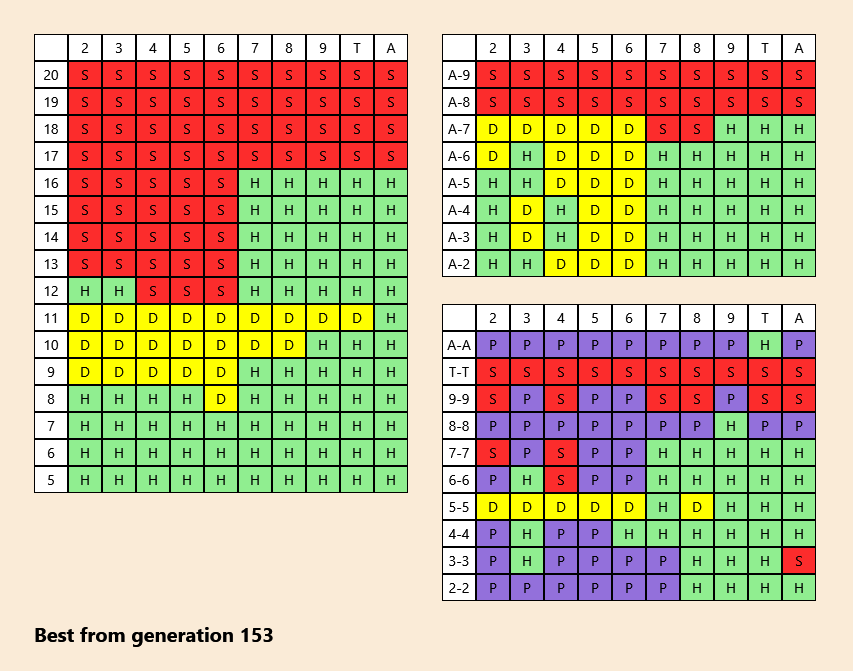 2 3 4 5 6 7 8 9 T A
20 S S S S S S S S S S
19 S S S S S S S S S S
18 S S S S S S S S S S
17 S S S S S S S S S S
16 S S S S S H H H H H
15 S S S S S H H H H H
14 S S S S S H H H H H
13 S S S S S H H H H H
12 H H S S S H H H H H
11 D D D D D D D D D H
10 D D D D D D D H H H
9 D D D D D H H H H H
8 H H H H D H H H H H
7 H H H H H H H H H H
6 H H H H H H H H H H
5 H H H H H H H H H H
2 3 4 5 6 7 8 9 T A
A-9 S S S S S S S S S S
A-8 S S S S S S S S S S
A-7 D D D D D S S H H H
A-6 D H D D D H H H H H
A-5 H H D D D H H H H H
A-4 H D H D D H H H H H
A-3 H D H D D H H H H H
A-2 H H D D D H H H H H
2 3 4 5 6 7 8 9 T A
A-A P P P P P P P P H P
T-T S S S S S S S S S S
9-9 S P S P P S S P S S
8-8 P P P P P P P H P P
7-7 S P S P P H H H H H
6-6 P H S P P H H H H H
5-5 D D D D D H D H H H
4-4 P H P P H H H H H H
3-3 P H P P P P H H H S
2-2 P P P P P P H H H H
Best from generation 153